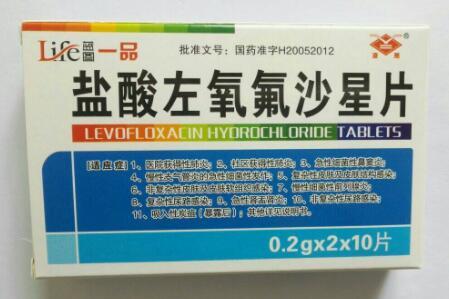 Life 蓝图 一品
批准文号：国药准字H20052012
盐酸左氧氟沙星片
LEVOFLOXACIN HYDROCHLORIDE TABLETS
[适应症] 1、医院获得性肺炎；2、社区获得性肺炎；3、急性细菌性鼻窦炎；
4、慢性支气管炎的急性细菌性发作；5、复杂性皮肤及皮肤结构感染；
6、非复杂性皮肤及皮肤软组织感染；7、慢性细菌性前列腺炎；
8、复杂性尿路感染；9、急性肾盂肾炎；10、非复杂性尿路感染；
11、吸入性炭疽（暴露后）；其他详见说明书。
0.2gx2x10片